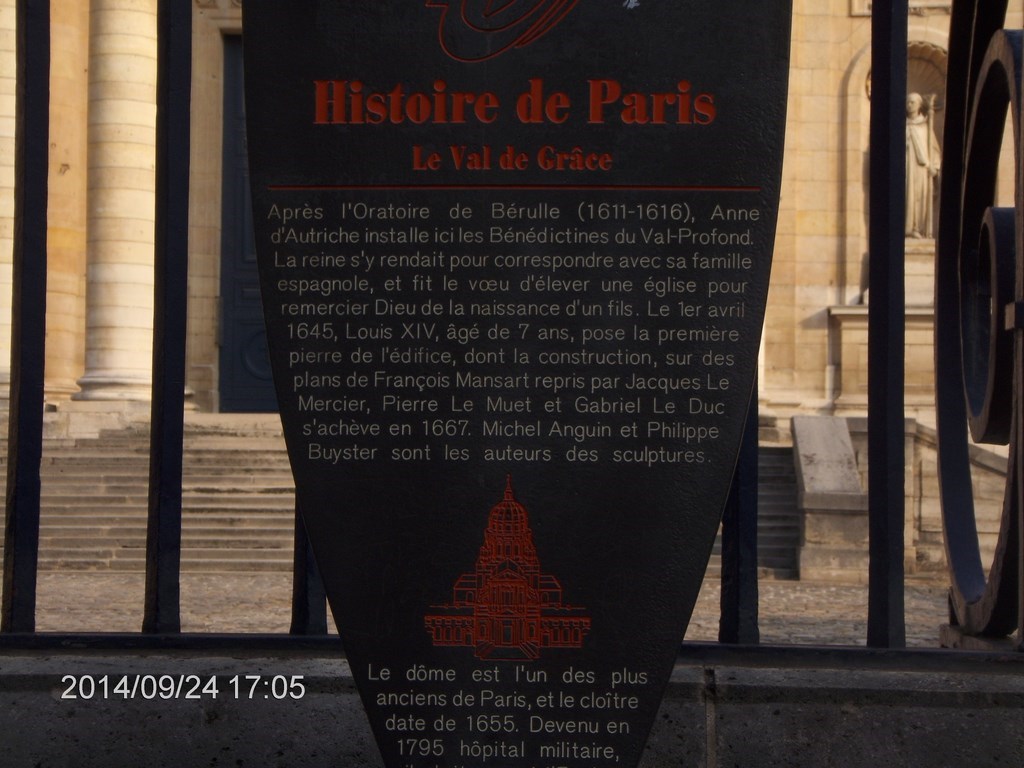 Histoire de Paris
Le Val de Grâce
Après l'Oratoire de Bérulle (1611-1616), Anne
d'Autriche installe ici les Bénédictines du Val-Profond.
La reine s'y rendait pour correspondre avec sa famille
espagnole, et fit le vœu d'élever une église pour
remercier Dieu de la naissance d'un fils. Le 1er avril
1645, Louis XIV, âgé de 7 ans, pose la première
pierre de l'édifice, dont la construction, sur des
plans de François Mansart repris par Jacques Le
Mercier, Pierre Le Muet et Gabriel Le Duc
s'achève en 1667. Michel Anguin et Philippe
Buyster sont les auteurs des sculptures.
Le dôme est l'un des plus
anciens de Paris, et le cloître
date de 1655. Devenu en
1795 hôpital militaire,
2014/09/24 17:05